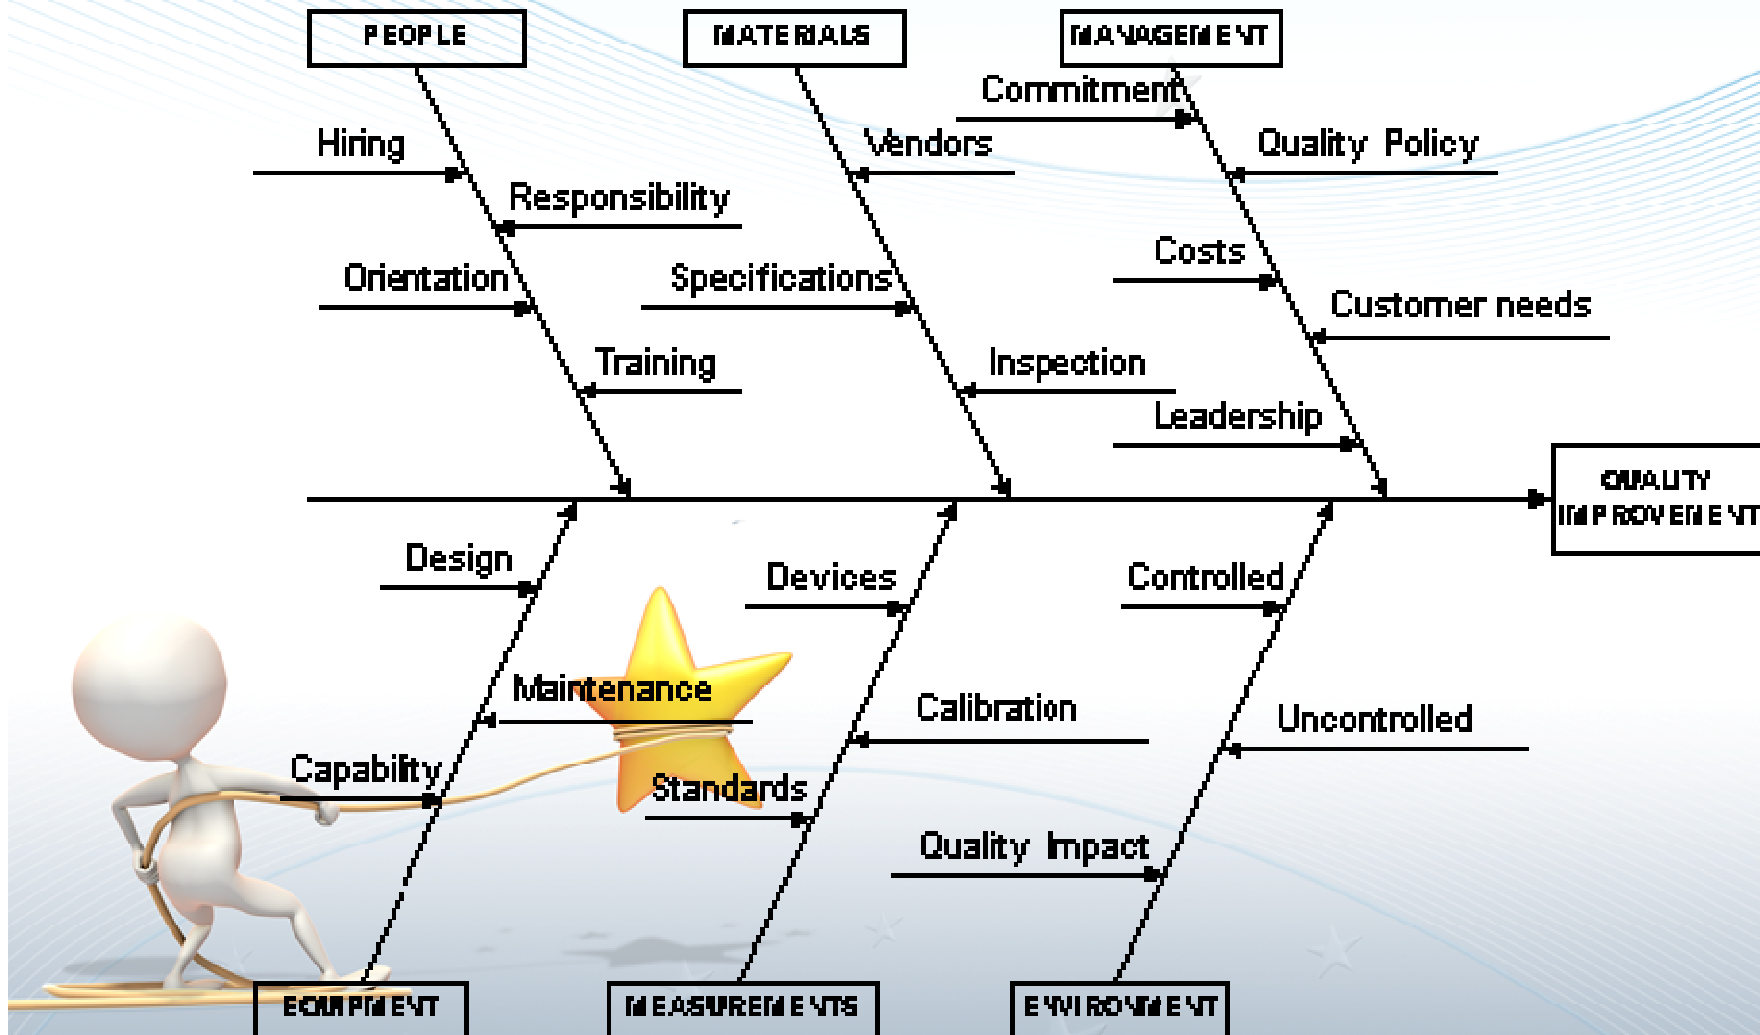 PEOPLE
MATERIALS
MANAGEMENT
Commitment
Hiring
Vendors
Quality Policy
Responsibility
Costs
Orientation
Specifications
Customer needs
Training
Inspection
Leadership
QUALITY
IMPROVEMENT
Design
Devices
Controlled
Maintenance
Calibration
Uncontrolled
Capability
Standards
Quality Impact
EQUIPMENT
MEASUREMENTS
ENVIRONMENT